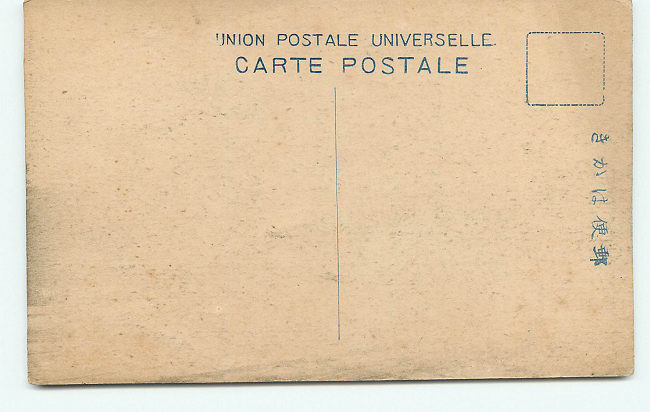 UNION POSTALE UNIVERSELLE.
CARTE POSTALE
郵便はかき